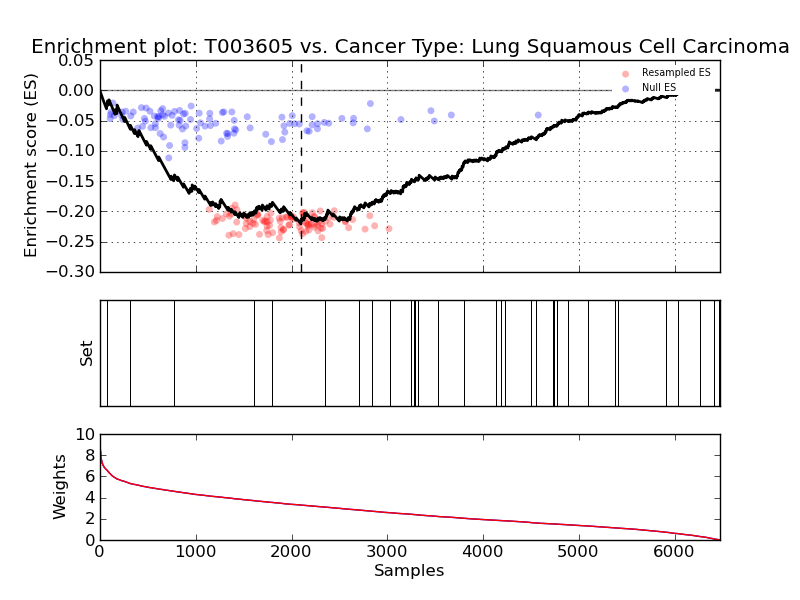 Enrichment plot: T003605 vs. Cancer Type: Lung Squamous Cell Carcinoma
0.05
0.00
−0.05
−0.10
−0.15
−0.20
−0.25
−0.30
Enrichment score (ES)
Resampled ES
Null ES
Set
10
8
6
4
2
0
Weights
0 1000 2000 3000 4000 5000 6000
Samples